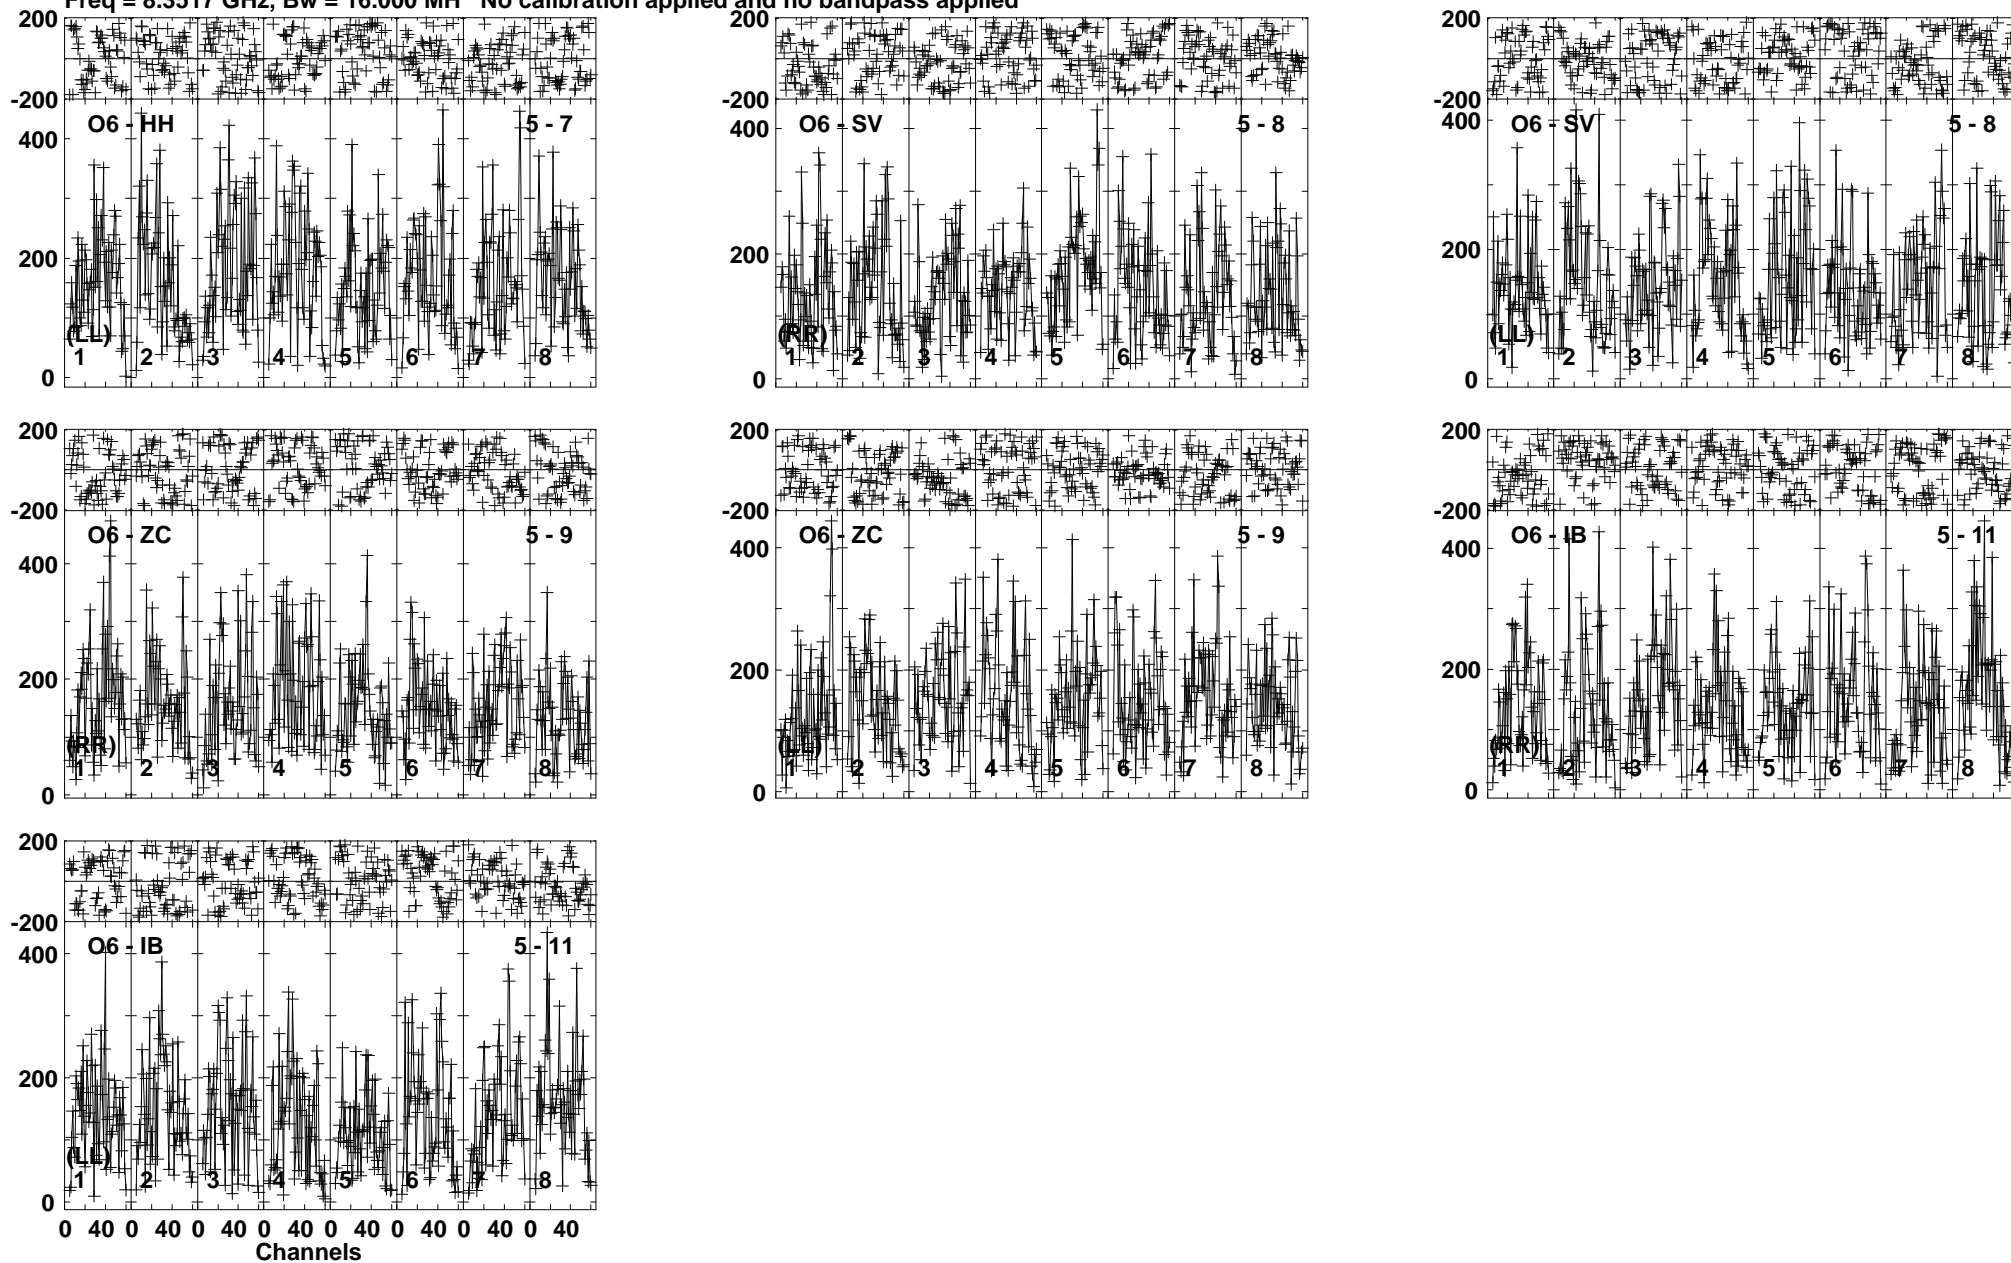 Freq = 8.3517 GHz, Bw = 16.000 MH No calibration applied and no bandpass applied
200
-200
O6 - HH 5 - 7
400
200
0
(LL)
1 2 3 4 5 6 7 8
200
-200
O6 - SV 5 - 8
400
200
0
(RR)
1 2 3 4 5 6 7 8
200
-200
O6 - SV 5 - 8
400
200
0
(LL)
1 2 3 4 5 6 7 8
200
-200
O6 - ZC 5 - 9
400
200
0
(RR)
1 2 3 4 5 6 7 8
200
-200
O6 - ZC 5 - 9
400
200
0
(LL)
1 2 3 4 5 6 7 8
200
-200
O6 - IB 5 - 11
400
200
0
(RR)
1 2 3 4 5 6 7 8
200
-200
O6 - IB 5 - 11
400
200
0
(LL)
1 2 3 4 5 6 7 8
0 40 0 40 0 40 0 40 0 40 0 40 0 40 0 40
Channels